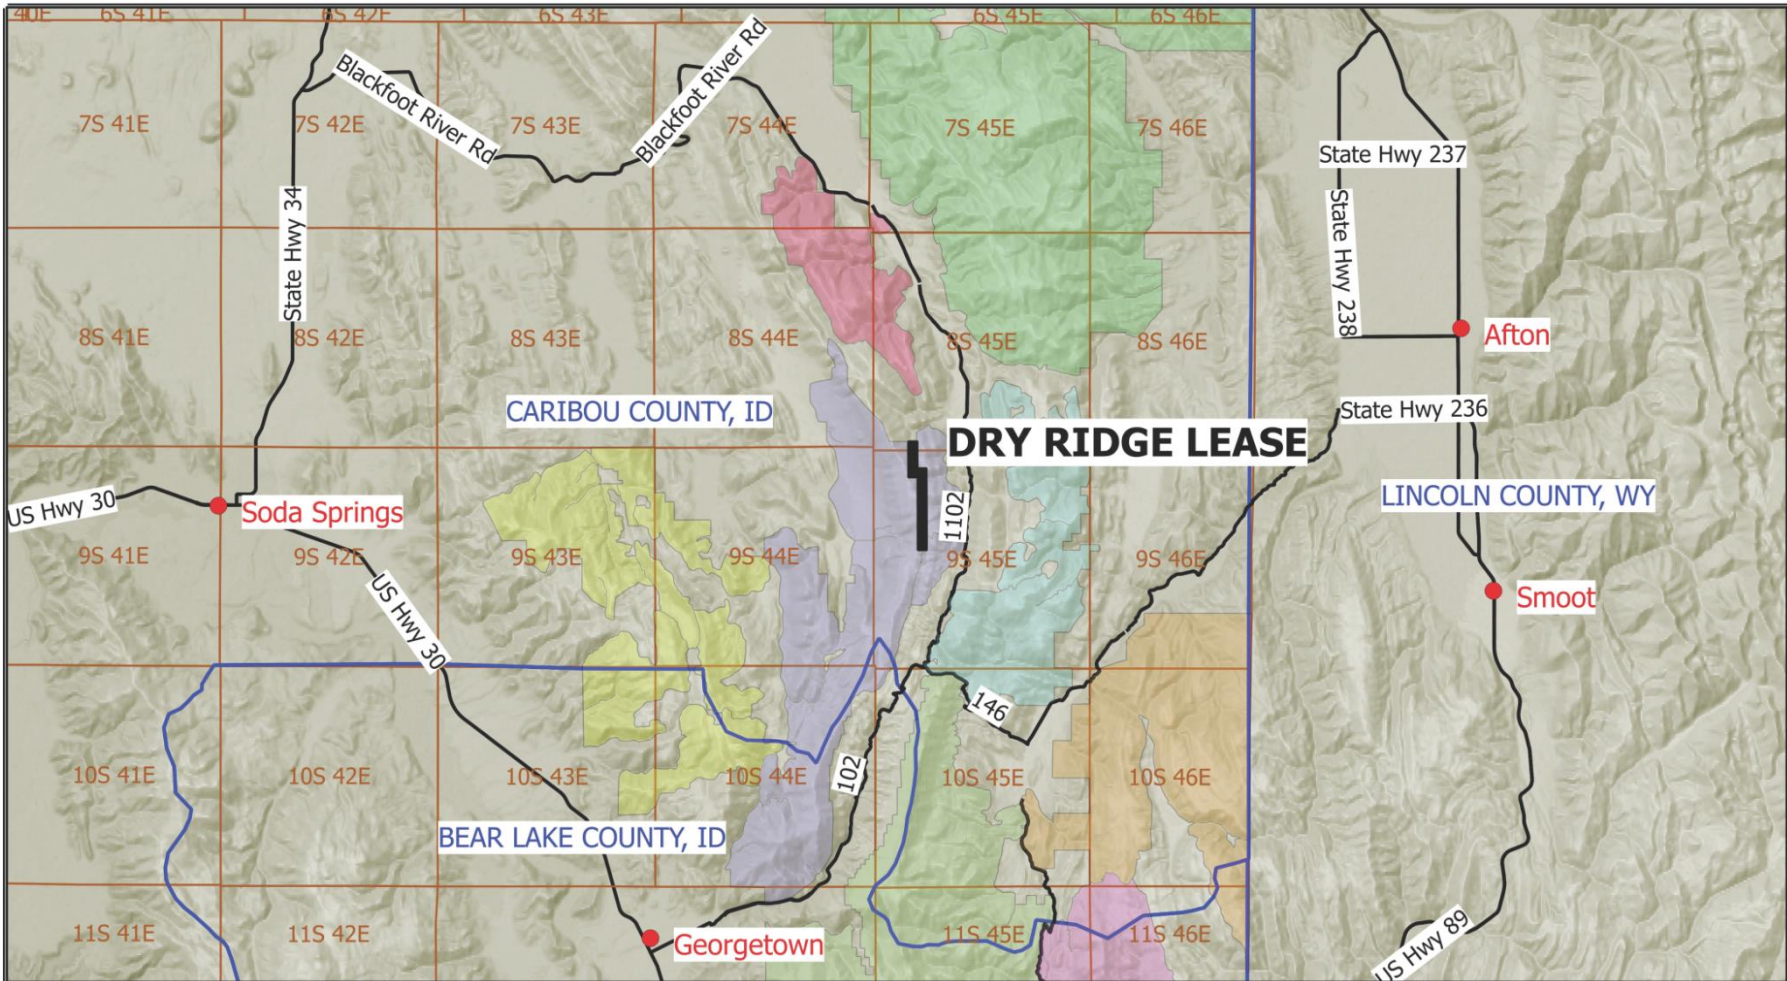 40E
6S 41E
6S 42E
6S 43E
6S 45E
6S 46E
Blackfoot River Rd
Blackfoot River Rd
7S 41E
7S 42E
7S 43E
7S 44E
7S 45E
7S 46E
State Hwy 237
State Hwy 34
State Hwy 238
8S 41E
8S 42E
8S 43E
8S 44E
8S 45E
8S 46E
Afton
CARIBOU COUNTY, ID
State Hwy 236
DRY RIDGE LEASE
US Hwy 30
Soda Springs
1102
LINCOLN COUNTY, WY
9S 41E
9S 42E
9S 43E
9S 44E
9S 45E
9S 46E
US Hwy 30
Smoot
146
10S 41E
10S 42E
10S 43E
10S 44E
102
10S 45E
10S 46E
BEAR LAKE COUNTY, ID
11S 41E
11S 42E
Georgetown
11S 45E
11S 46E
US Hwy 89